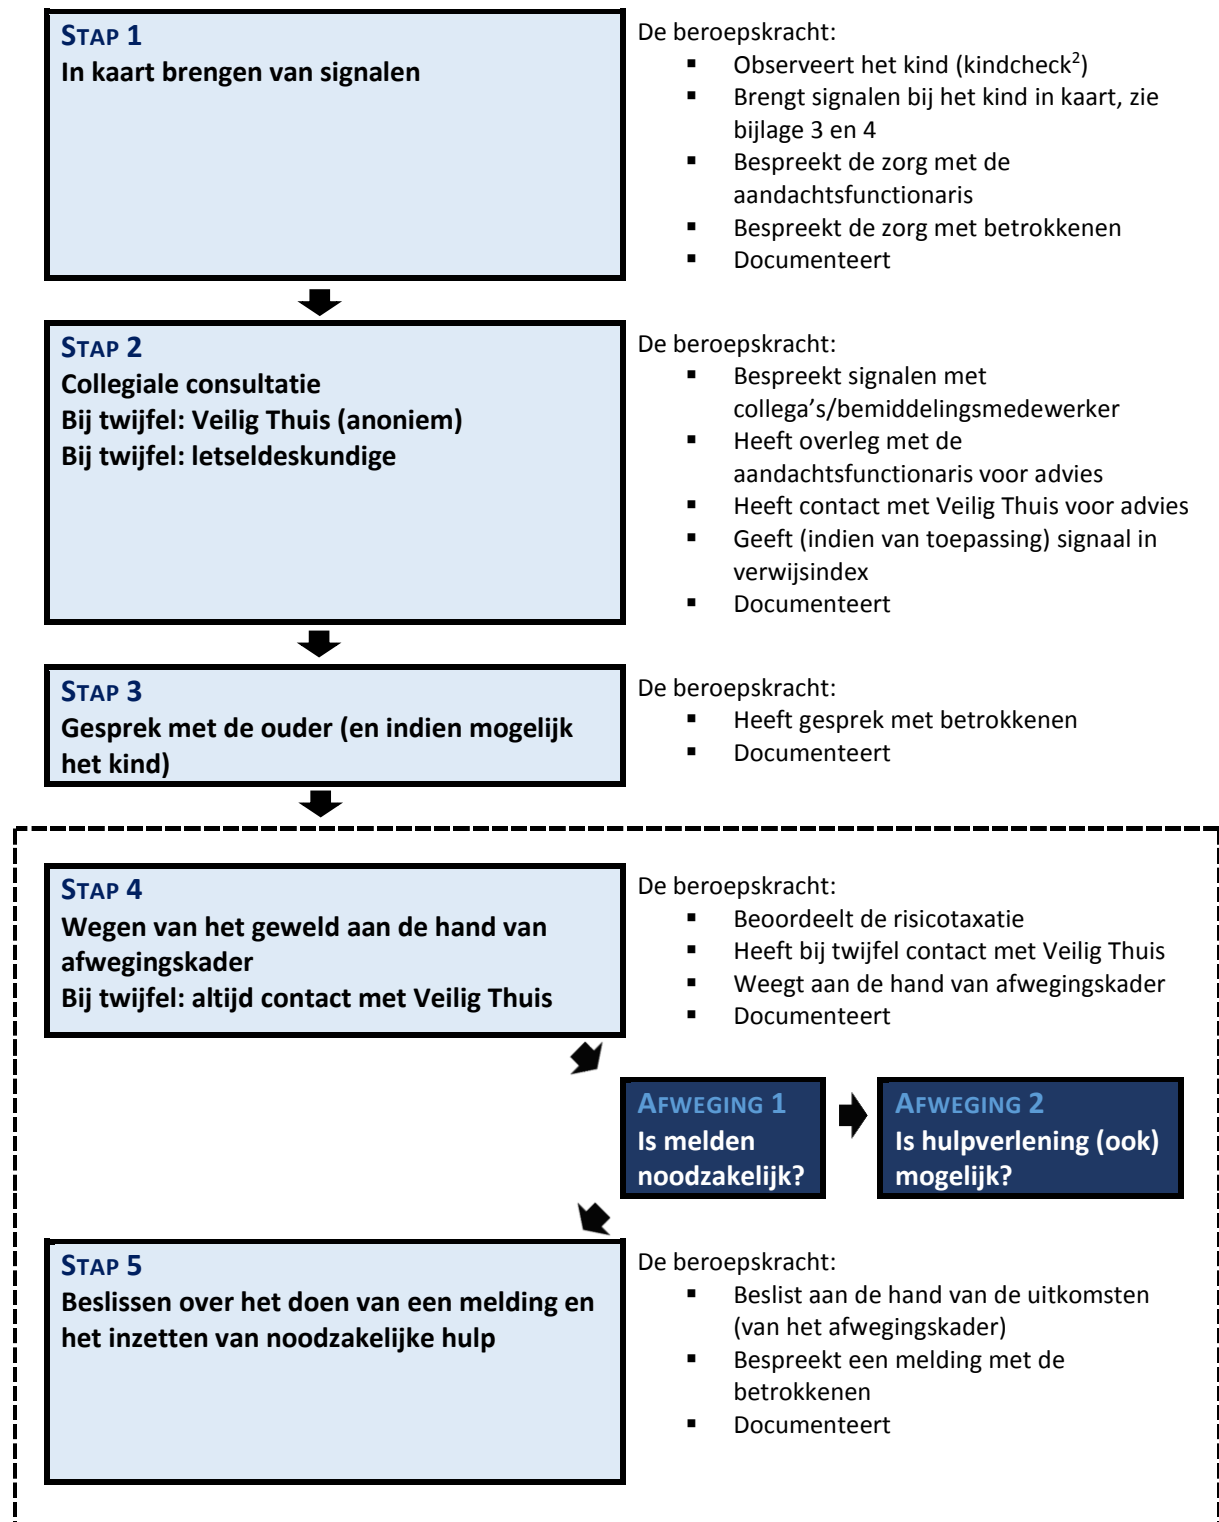 STAP 1
In kaart brengen van signalen
De beroepskracht:
▪ Observeert het kind (kindcheck²)
▪ Brengt signalen bij het kind in kaart, zie
bijlage 3 en 4
▪ Bespreekt de zorg met de
aandachtsfunctionaris
▪ Bespreekt de zorg met betrokkenen
▪ Documenteert
STAP 2
Collegiale consultatie
Bij twijfel: Veilig Thuis (anoniem)
Bij twijfel: letseldeskundige
De beroepskracht:
▪ Bespreekt signalen met
collega’s/bemiddelingsmedewerker
▪ Heeft overleg met de
aandachtsfunctionaris voor advies
▪ Heeft contact met Veilig Thuis voor advies
▪ Geeft (indien van toepassing) signaal in
verwijsindex
▪ Documenteert
STAP 3
Gesprek met de ouder (en indien mogelijk
het kind)
De beroepskracht:
▪ Heeft gesprek met betrokkenen
▪ Documenteert
STAP 4
Wegen van het geweld aan de hand van
afwegingskader
Bij twijfel: altijd contact met Veilig Thuis
De beroepskracht:
▪ Beoordeelt de risicotaxatie
▪ Heeft bij twijfel contact met Veilig Thuis
▪ Weegt aan de hand van afwegingskader
▪ Documenteert
AFWEGING 1
Is melden
noodzakelijk?
AFWEGING 2
Is hulpverlening (ook)
mogelijk?
STAP 5
Beslissen over het doen van een melding en
het inzetten van noodzakelijke hulp
De beroepskracht:
▪ Beslist aan de hand van de uitkomsten
(van het afwegingskader)
▪ Bespreekt een melding met de
betrokkenen
▪ Documenteert